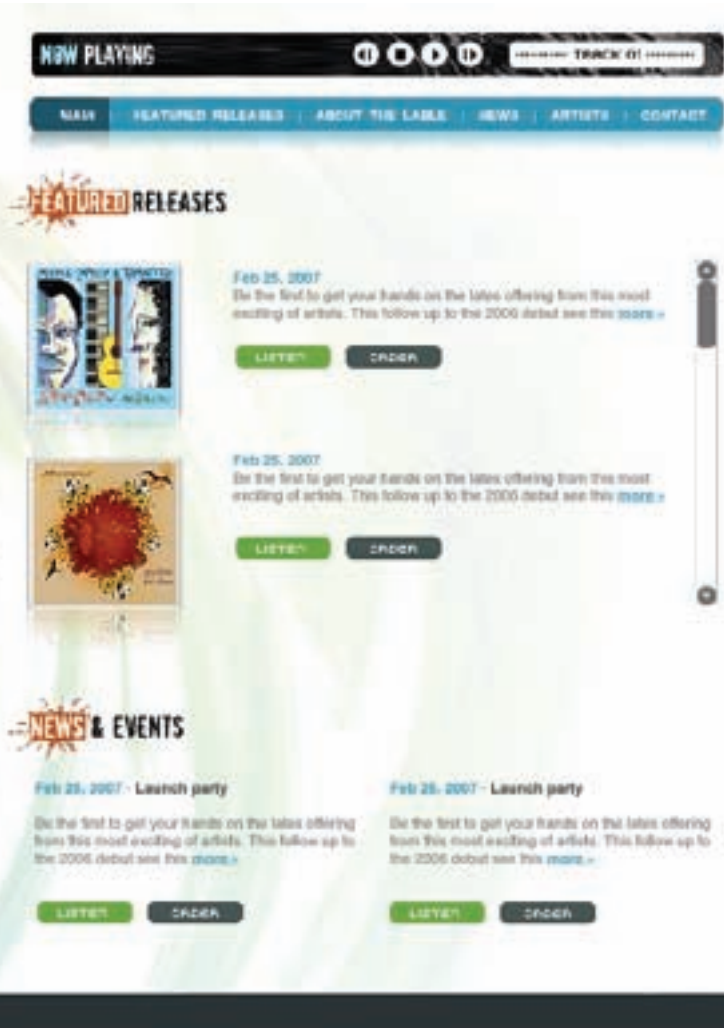 NOW PLAYING
TRACK 01
MAIN | FEATURED RELEASES | ABOUT THE LABLE | NEWS | ARTISTS | CONTACT
FEATURED RELEASES
Feb 25, 2007
Be the first to get your hands on the lates offering from this most
exciting of artists. This follow up to the 2006 debut see this more »
LISTEN ORDER
Feb 25, 2007
Be the first to get your hands on the lates offering from this most
exciting of artists. This follow up to the 2006 debut see this more »
LISTEN ORDER
NEWS & EVENTS
Feb 25, 2007 - Launch party
Be the first to get your hands on the lates offering
from this most exciting of artists. This follow up to
the 2006 debut see this more »
LISTEN ORDER
Feb 25, 2007 - Launch party
Be the first to get your hands on the lates offering
from this most exciting of artists. This follow up to
the 2006 debut see this more »
LISTEN ORDER